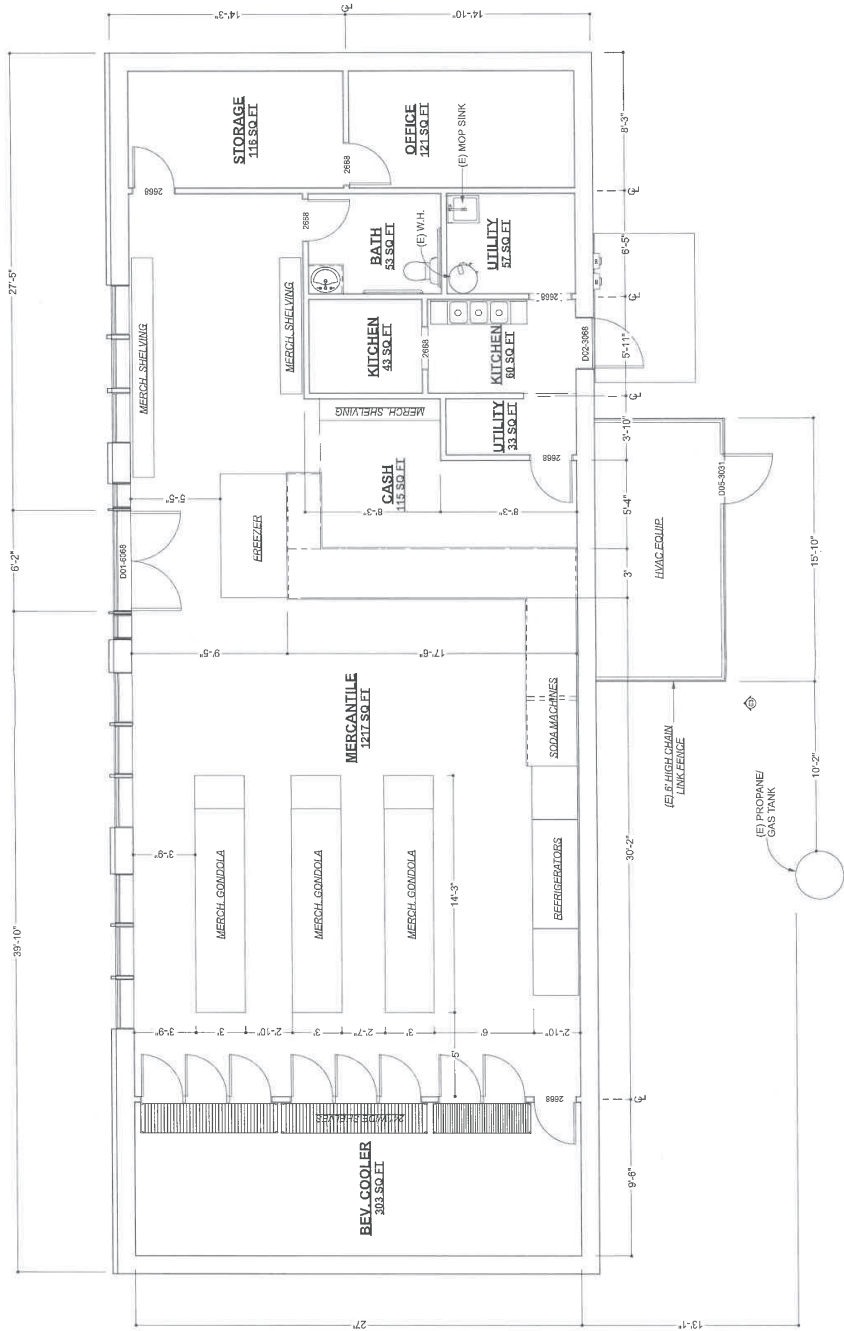 14'-3"
14'-10"
27'-5"
6'-2"
39'-10"
STORAGE
116 SQ FT
OFFICE
121 SQ FT
(E) MOP SINK
2668
2668
2668
8'-3"
BATH
53 SQ FT
(E) W.H.
UTILITY
57 SQ FT
6'-5"
MERCH. SHELVING
MERCH. SHELVING
KITCHEN
43 SQ FT
2668
KITCHEN
60 SQ FT
2668
D02-3068
5'-11"
MERCH. SHELVING
UTILITY
33 SQ FT
2668
3'-10"
CASH
115 SQ FT
5'-5"
FREEZER
8'-3"
8'-3"
5'-4"
D01-6068
HVAC EQUIP
D05-3031
15'-10"
3'
9'-5"
17'-6"
MERCANTILE
1217 SQ FT
SODA MACHINES
(E) 6' HIGH CHAIN
LINK FENCE
10'-2"
(E) PROPANE/
GAS TANK
3'-9"
MERCH. GONDOLA
MERCH. GONDOLA
MERCH. GONDOLA
14'-3"
REFRIGERATORS
30'-2"
3'-9"
3'
2'-10"
3'
2'-7"
3'
6'
2'-10"
5'
2668
24" WIDE SHELVES
BEV. COOLER
303 SQ FT
9'-6"
27'
13'-1"